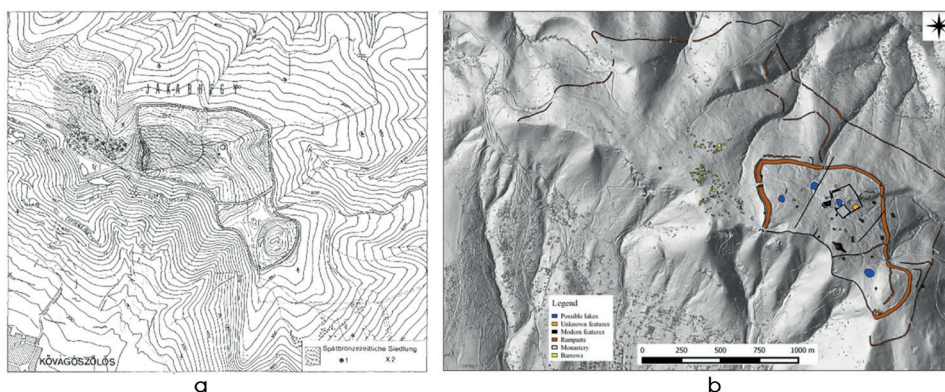 JAKABHEGY
KŐVÁGÓSZŐLŐS
Spätbronzezeitliche Siedlung
1
X 2
a
Legend
Possible lakes
Unknown features
Modern features
Ramparts
Monastery
Barrows
0 250 500 750 1000 m
b